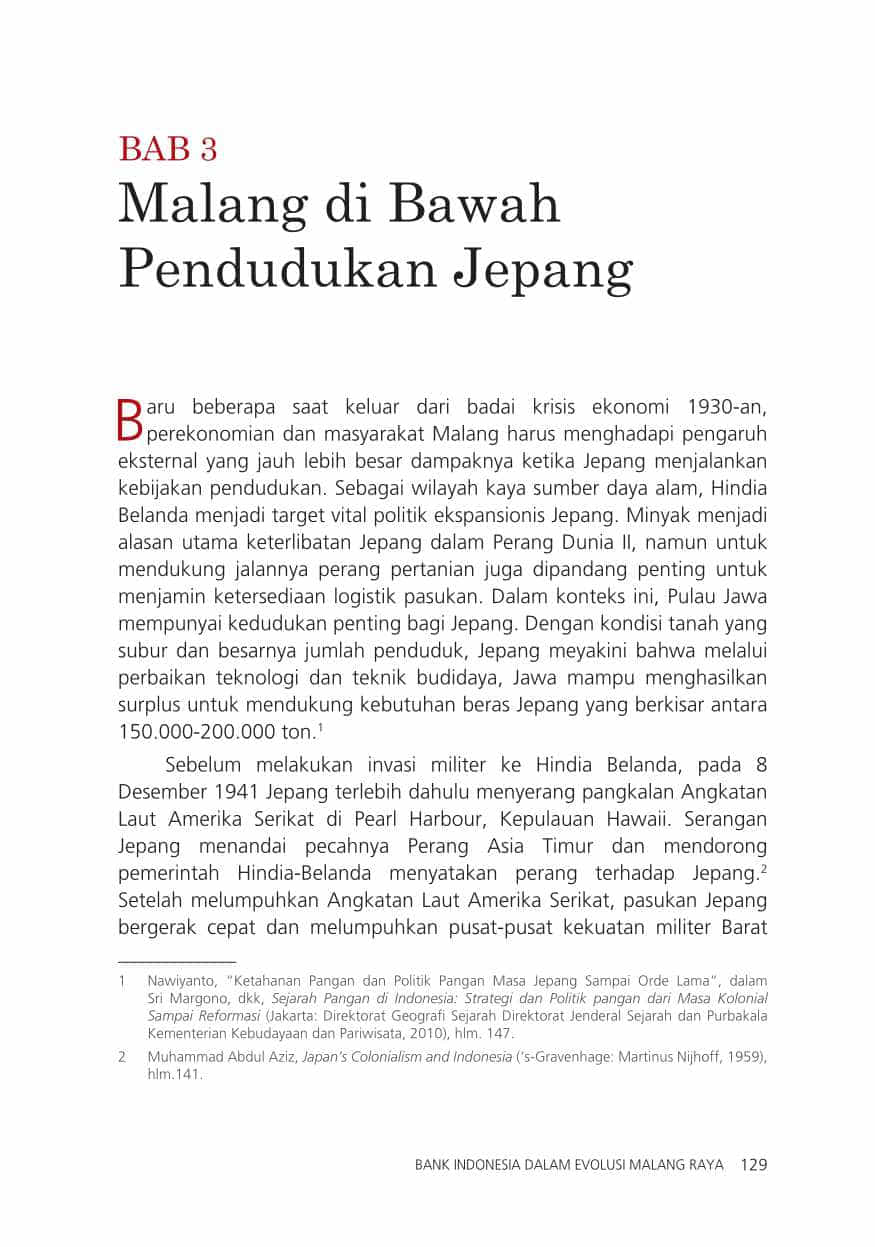 BAB 3
Malang di Bawah
Pendudukan Jepang
Baru beberapa saat keluar dari badai krisis ekonomi 1930-an,
perekonomian dan masyarakat Malang harus menghadapi pengaruh
eksternal yang jauh lebih besar dampaknya ketika Jepang menjalankan
kebijakan pendudukan. Sebagai wilayah kaya sumber daya alam, Hindia
Belanda menjadi target vital politik ekspansionis Jepang. Minyak menjadi
alasan utama keterlibatan Jepang dalam Perang Dunia II, namun untuk
mendukung jalannya perang pertanian juga dipandang penting untuk
menjamin ketersediaan logistik pasukan. Dalam konteks ini, Pulau Jawa
mempunyai kedudukan penting bagi Jepang. Dengan kondisi tanah yang
subur dan besarnya jumlah penduduk, Jepang meyakini bahwa melalui
perbaikan teknologi dan teknik budidaya, Jawa mampu menghasilkan
surplus untuk mendukung kebutuhan beras Jepang yang berkisar antara
150.000-200.000 ton.1
Sebelum melakukan invasi militer ke Hindia Belanda, pada 8
Desember 1941 Jepang terlebih dahulu menyerang pangkalan Angkatan
Laut Amerika Serikat di Pearl Harbour, Kepulauan Hawaii. Serangan
Jepang menandai pecahnya Perang Asia Timur dan mendorong
pemerintah Hindia-Belanda menyatakan perang terhadap Jepang.2
Setelah melumpuhkan Angkatan Laut Amerika Serikat, pasukan Jepang
bergerak cepat dan melumpuhkan pusat-pusat kekuatan militer Barat
1 Nawiyanto, “Ketahanan Pangan dan Politik Pangan Masa Jepang Sampai Orde Lama”, dalam
Sri Margono, dkk, Sejarah Pangan di Indonesia: Strategi dan Politik pangan dari Masa Kolonial
Sampai Reformasi (Jakarta: Direktorat Geografi Sejarah Direktorat Jenderal Sejarah dan Purbakala
Kementerian Kebudayaan dan Pariwisata, 2010), hlm. 147.
2 Muhammad Abdul Aziz, Japan’s Colonialism and Indonesia (‘s-Gravenhage: Martinus Nijhoff, 1959),
hlm.141.
BANK INDONESIA DALAM EVOLUSI MALANG RAYA 129